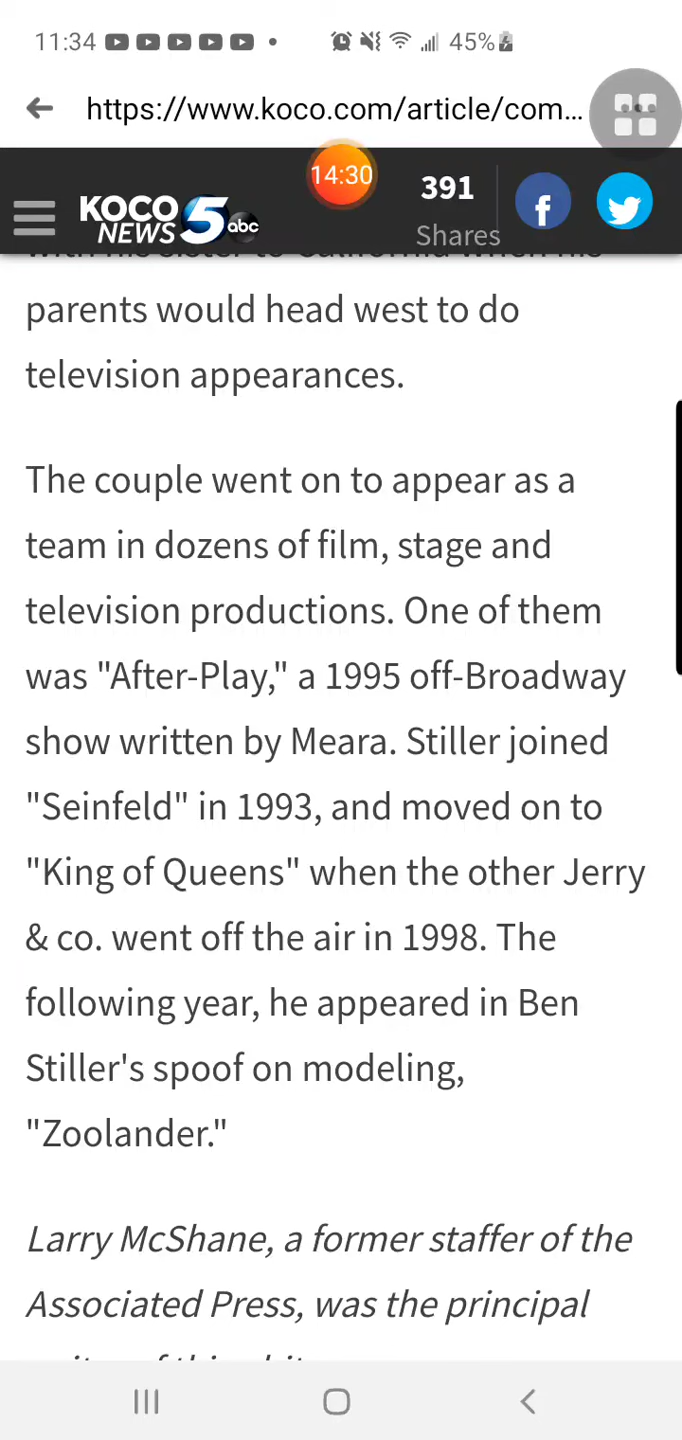 11:34
45%
https://www.koco.com/article/com...
14:30
391
Shares
KOCO
NEWS 5 abc
parents would head west to do
television appearances.
The couple went on to appear as a
team in dozens of film, stage and
television productions. One of them
was "After-Play," a 1995 off-Broadway
show written by Meara. Stiller joined
"Seinfeld" in 1993, and moved on to
"King of Queens" when the other Jerry
& co. went off the air in 1998. The
following year, he appeared in Ben
Stiller's spoof on modeling,
"Zoolander."
Larry McShane, a former staffer of the
Associated Press, was the principal